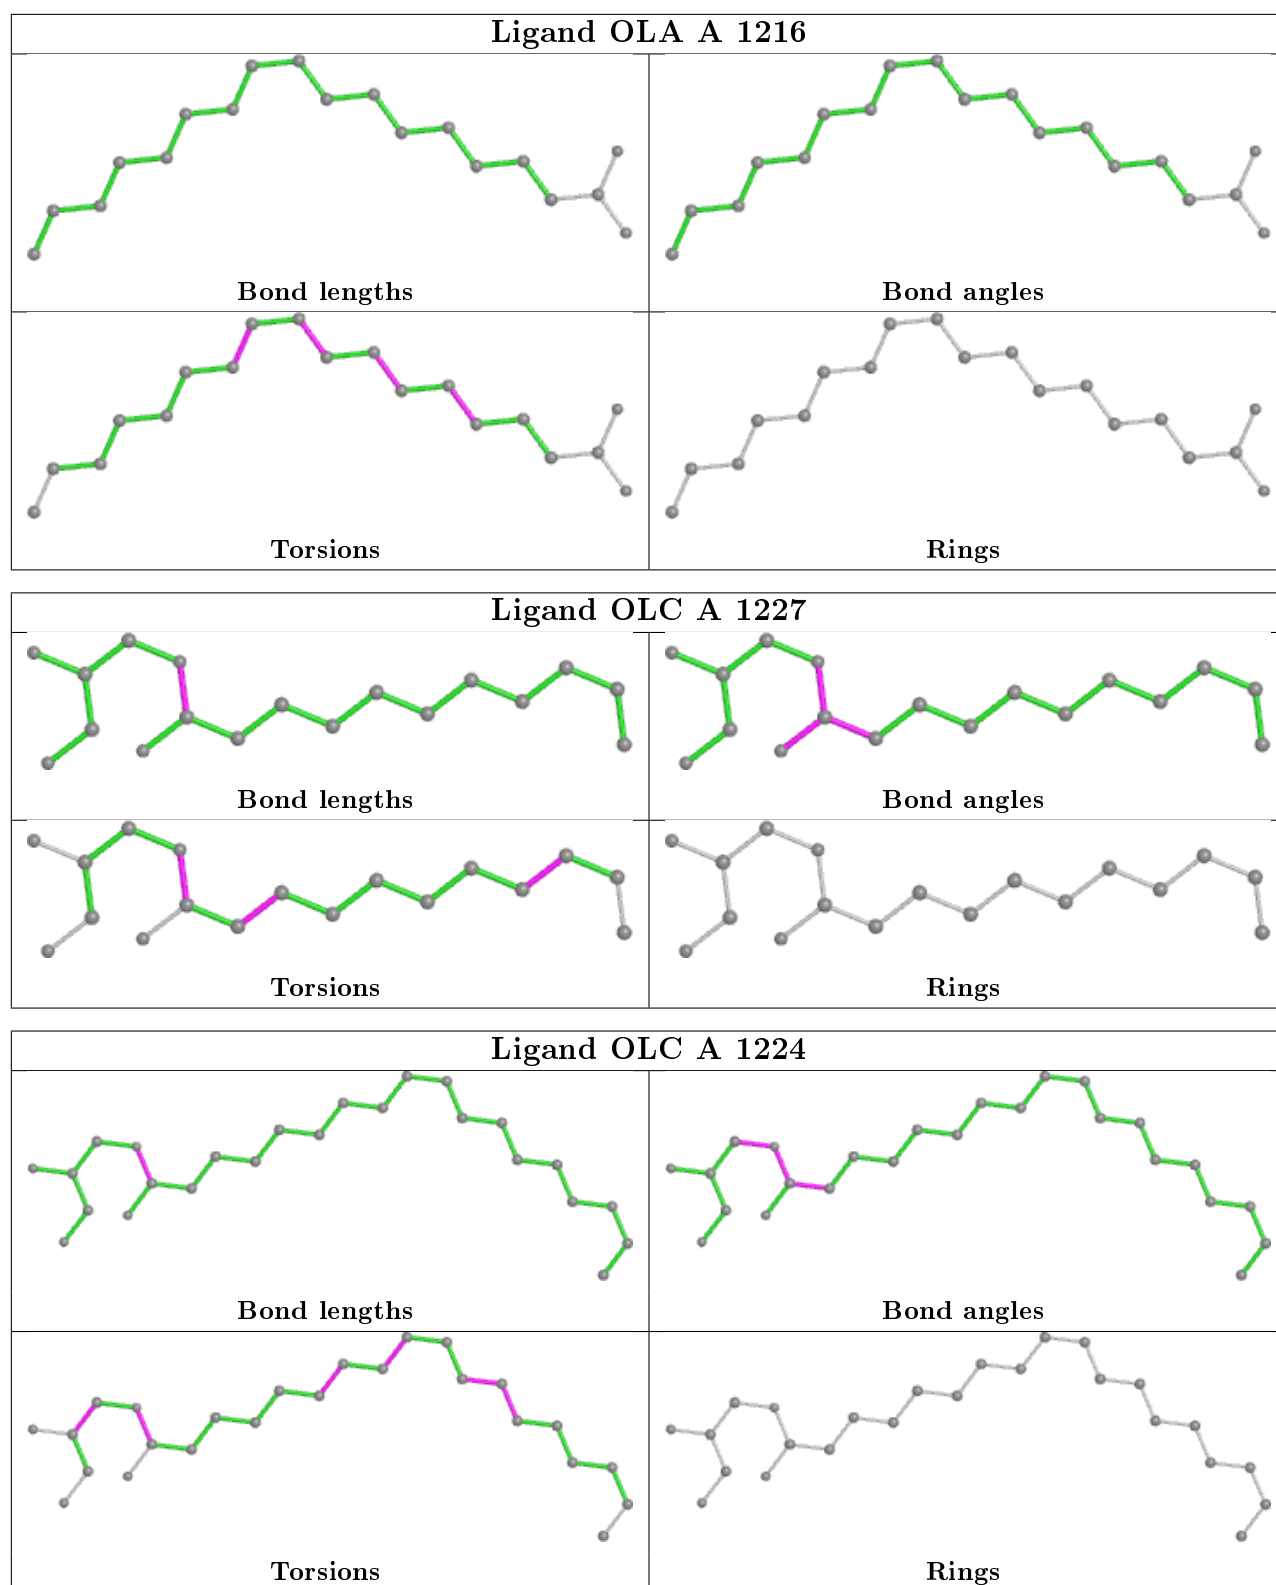 Ligand OLA A 1216
Bond lengths
Bond angles
Torsions
Rings
Ligand OLC A 1227
Bond lengths
Bond angles
Torsions
Rings
Ligand OLC A 1224
Bond lengths
Bond angles
Torsions
Rings